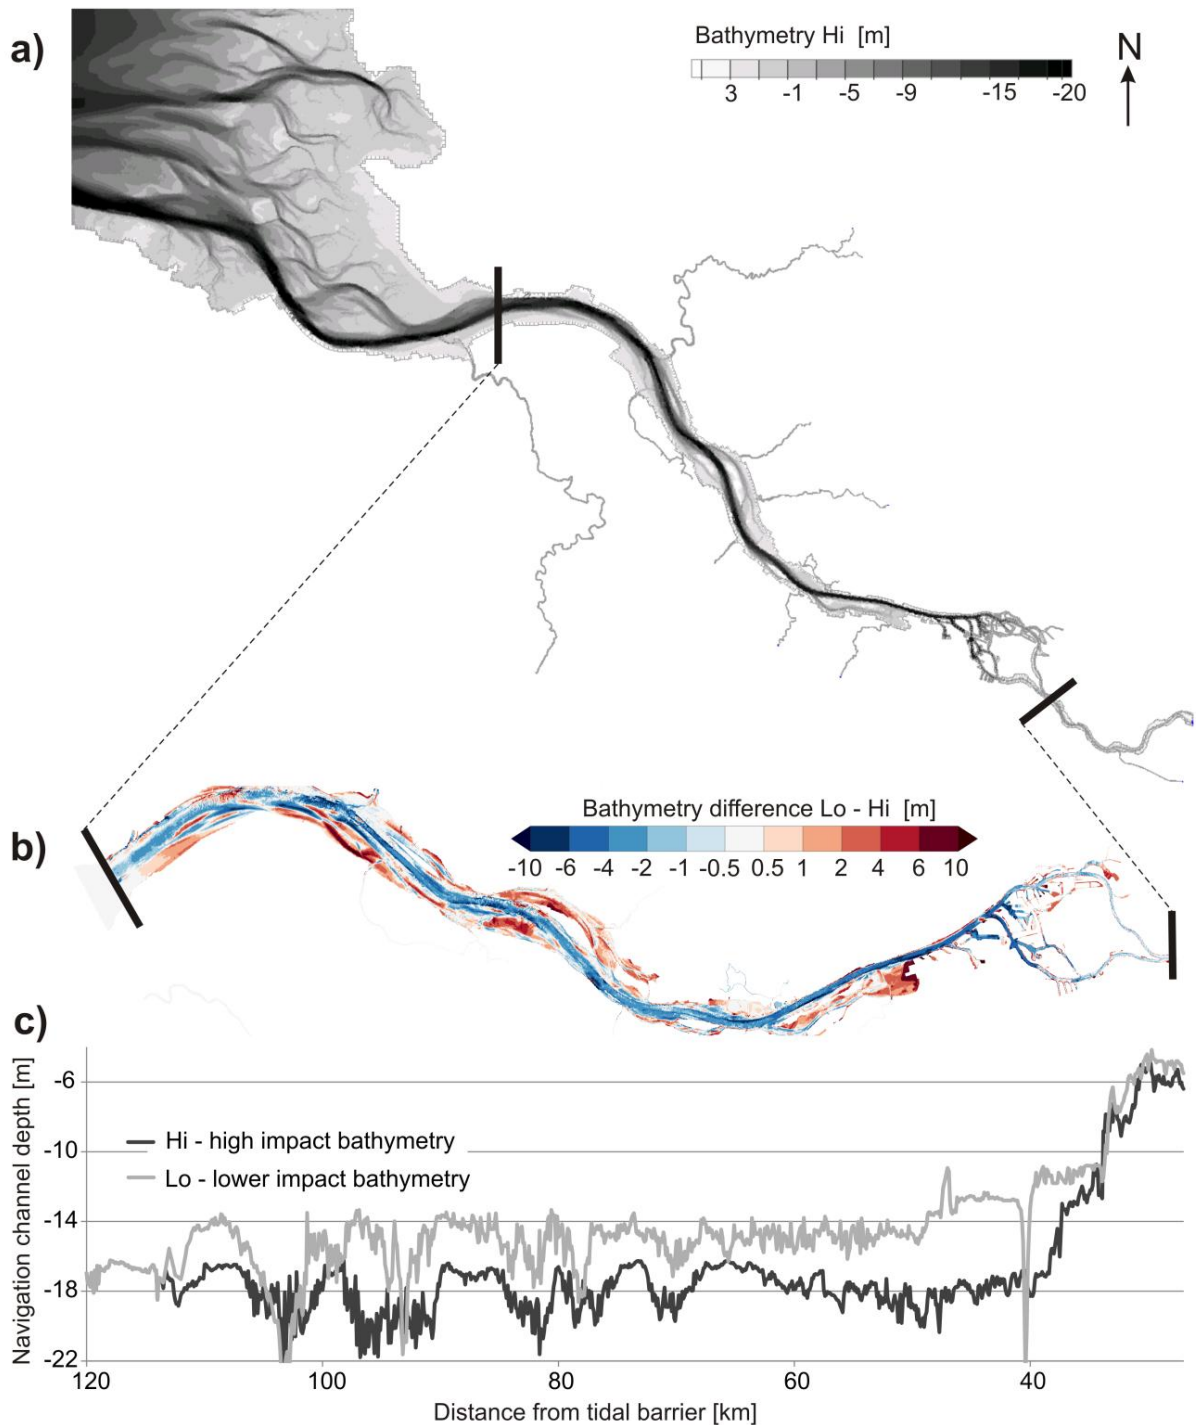 a)
Bathymetry Hi [m]
3 -1 -5 -9 -15 -20
N
b)
Bathymetry difference Lo - Hi [m]
-10 -6 -4 -2 -1 -0.5 0.5 1 2 4 6 10
c)
Navigation channel depth [m]
-6
-10
-14
-18
-22
Hi - high impact bathymetry
Lo - lower impact bathymetry
120 100 80 60 40
Distance from tidal barrier [km]